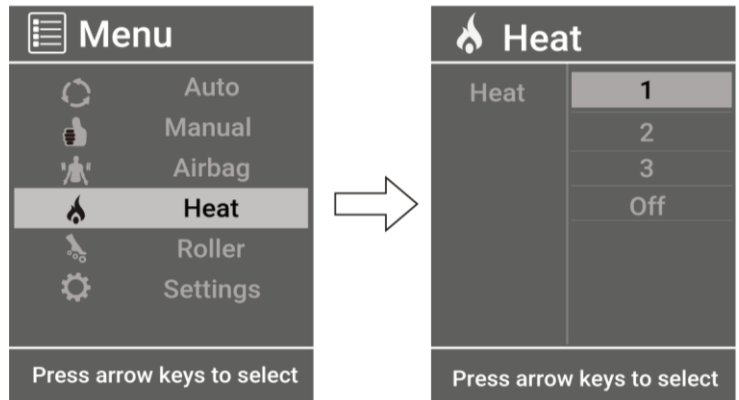 Menu
Auto
Manual
Airbag
Heat
Roller
Settings
Press arrow keys to select
Heat
Heat
1
2
3
Off
Press arrow keys to select